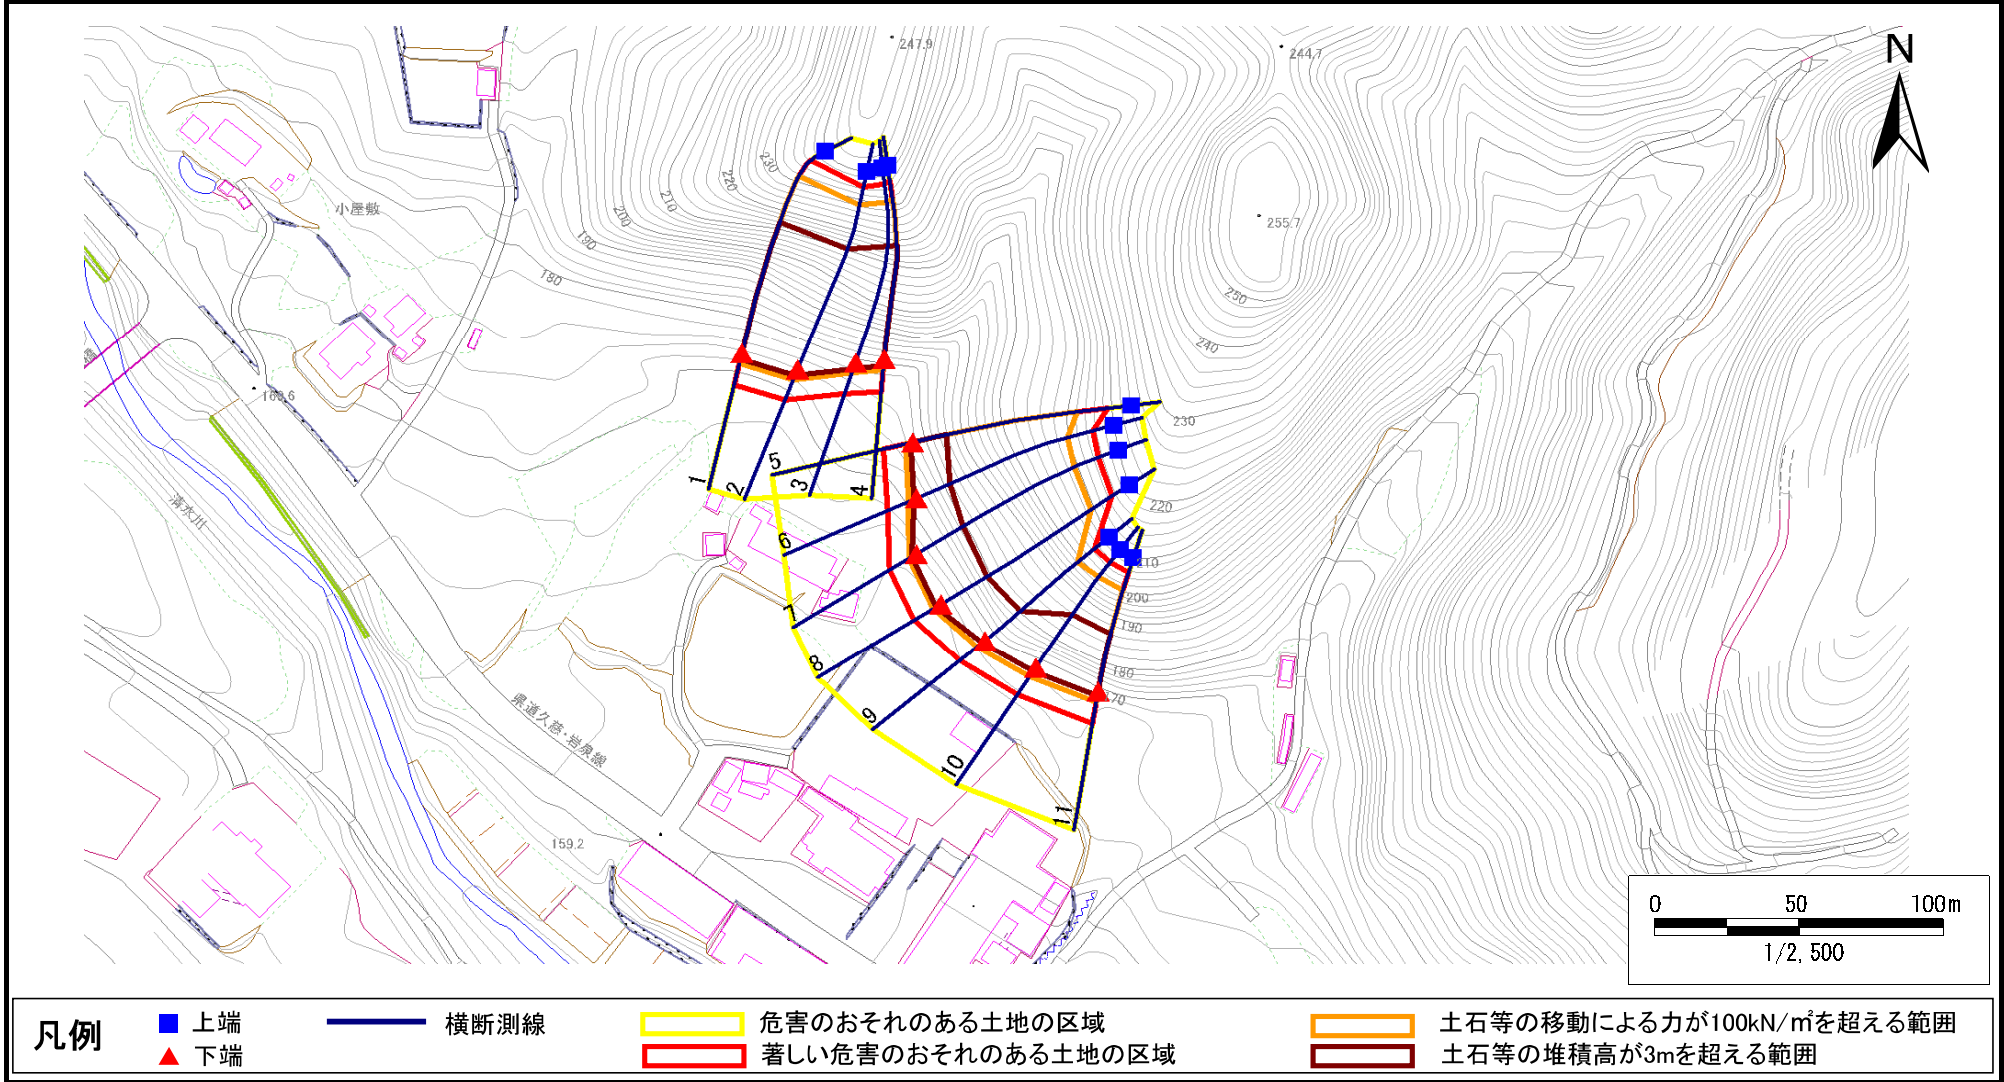 247.9
244.7
N
230
220
210
200
190
180
小屋敷
255.7
250
240
230
220
210
200
190
180
170
169.6
清水川
県道久慈・岩泉線
159.2
1
2
3
4
5
6
7
8
9
10
11
0 50 100m
1/2,500
凡例
上端
下端
横断測線
危害のおそれのある土地の区域
著しい危害のおそれのある土地の区域
土石等の移動による力が100kN/㎡を超える範囲
土石等の堆積高が3mを超える範囲